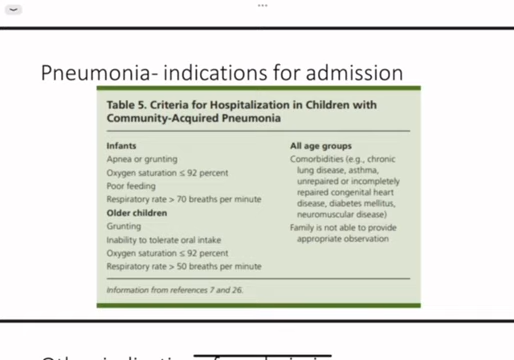 Pneumonia- indications for admission
Table 5. Criteria for Hospitalization in Children with
Community-Acquired Pneumonia
Infants
Apnea or grunting
Oxygen saturation ≤ 92 percent
Poor feeding
Respiratory rate > 70 breaths per minute
Older children
Grunting
Inability to tolerate oral intake
Oxygen saturation ≤ 92 percent
Respiratory rate > 50 breaths per minute
All age groups
Comorbidities (e.g., chronic
lung disease, asthma,
unrepaired or incompletely
repaired congenital heart
disease, diabetes mellitus,
neuromuscular disease)
Family is not able to provide
appropriate observation
Information from references 7 and 26.